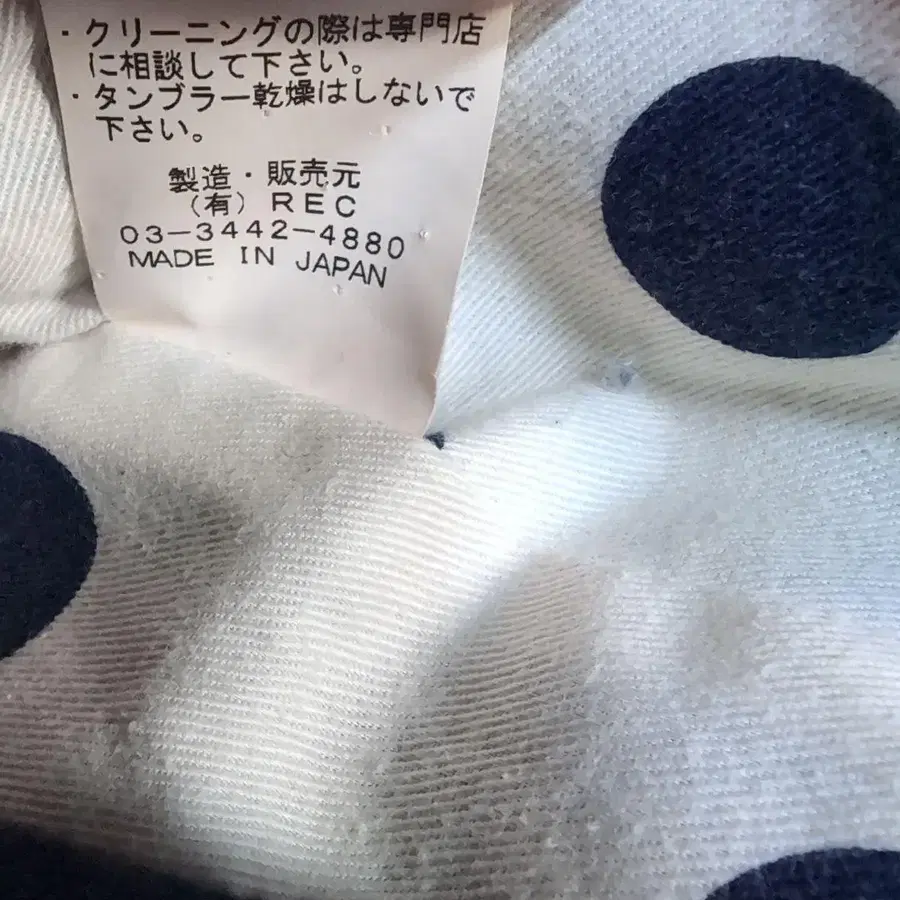 ・クリーニングの際は専門店
に相談して下さい。
・タンブラー乾燥はしないで
下さい。
製造・販売元
（有）REC
03-3442-4880
MADE IN JAPAN